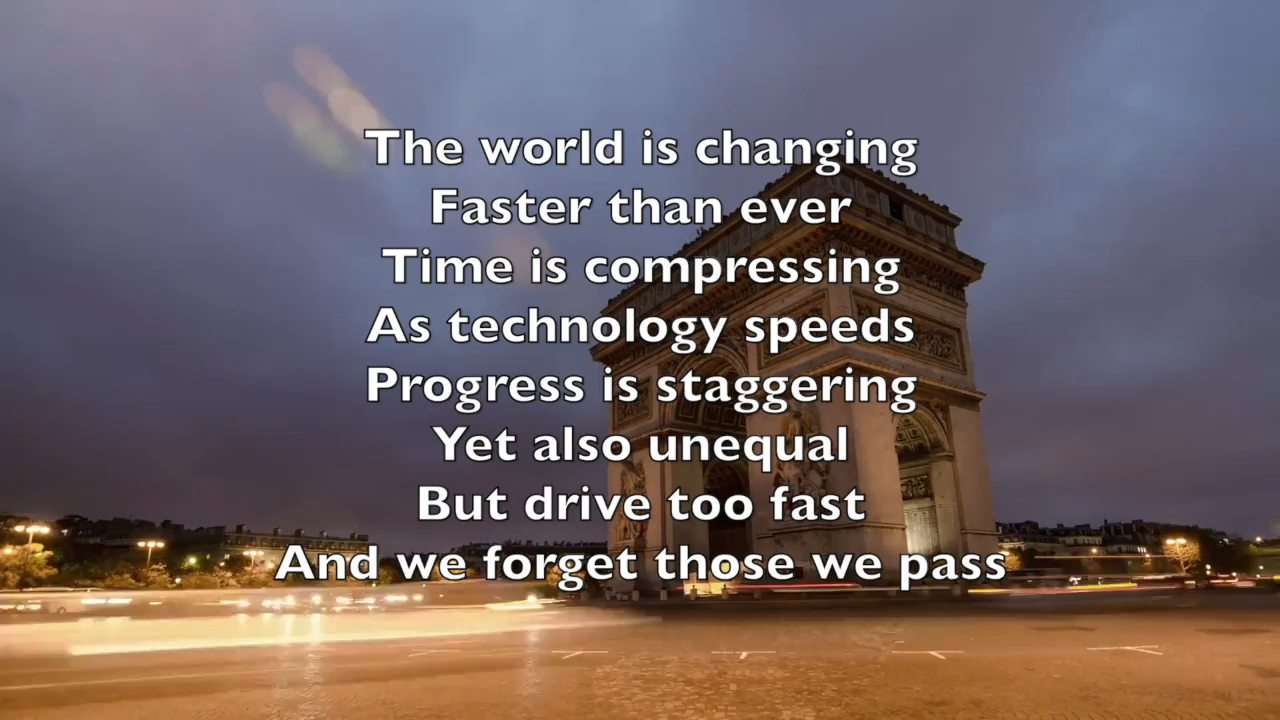 The world is changing
Faster than ever
Time is compressing
As technology speeds
Progress is staggering
Yet also unequal
But drive too fast
And we forget those we pass